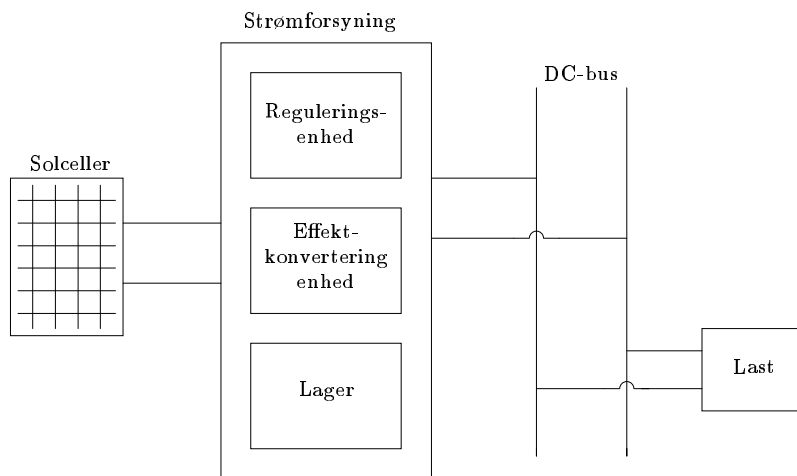 Strømforsyning
DC-bus
Regulerings-
enhed
Solceller
Effekt-
konvertering
enhed
Lager
Last